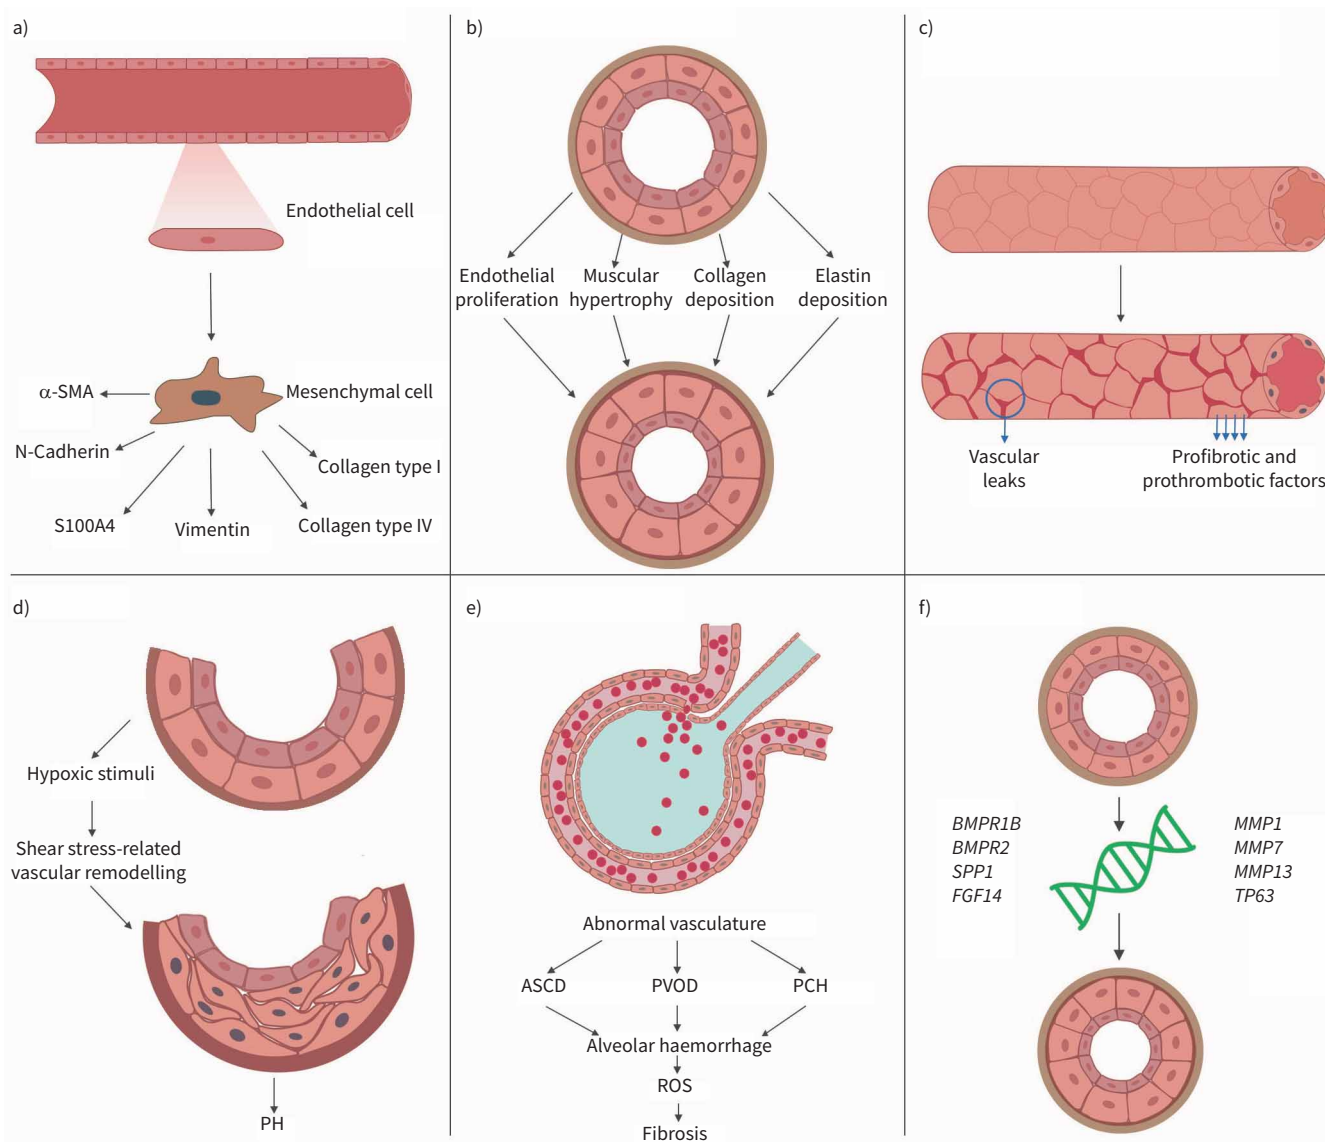 a)
Endothelial cell
α-SMA
Mesenchymal cell
N-Cadherin
Collagen type I
S100A4
Vimentin
Collagen type IV
b)
Endothelial
proliferation
Muscular
hypertrophy
Collagen
deposition
Elastin
deposition
c)
Vascular
leaks
Profibrotic and
prothrombotic factors
d)
Hypoxic stimuli
Shear stress-related
vascular remodelling
PH
e)
Abnormal vasculature
ASCD
PVOD
PCH
Alveolar haemorrhage
ROS
Fibrosis
f)
BMPR1B
BMPR2
SPP1
FGF14
MMP1
MMP7
MMP13
TP63